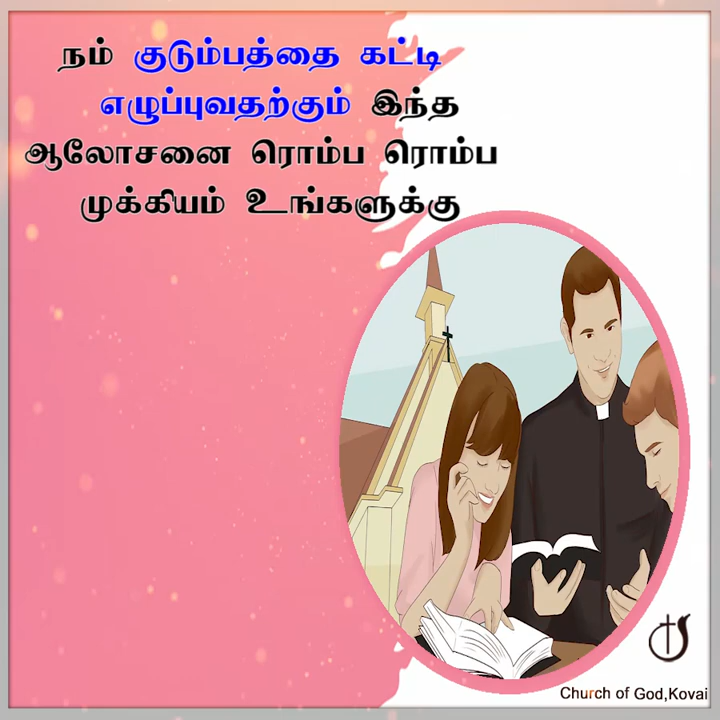 நம் குடும்பத்தை கட்டி
எழுப்புவதற்கும் இந்த
ஆலோசனை ரொம்ப ரொம்ப
முக்கியம் உங்களுக்கு
Church of God,Kovai